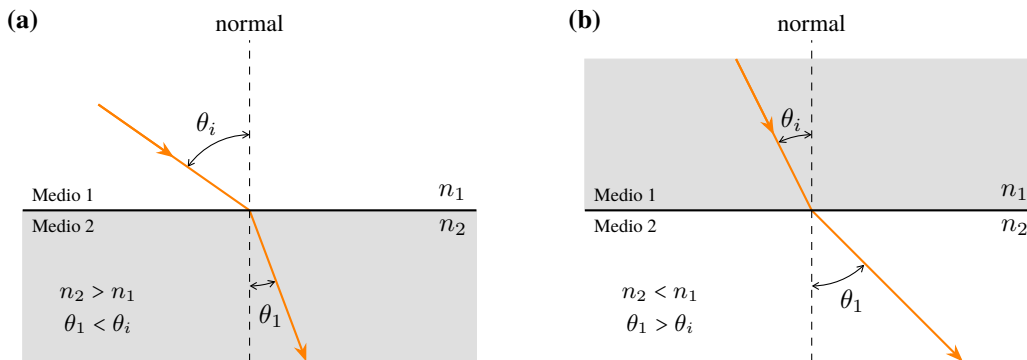 (a)
normal
θi
Medio 1
n1
Medio 2
n2
n2 > n1
θ1 < θi
θ1
(b)
normal
θi
Medio 1
n1
Medio 2
n2
n2 < n1
θ1 > θi
θ1